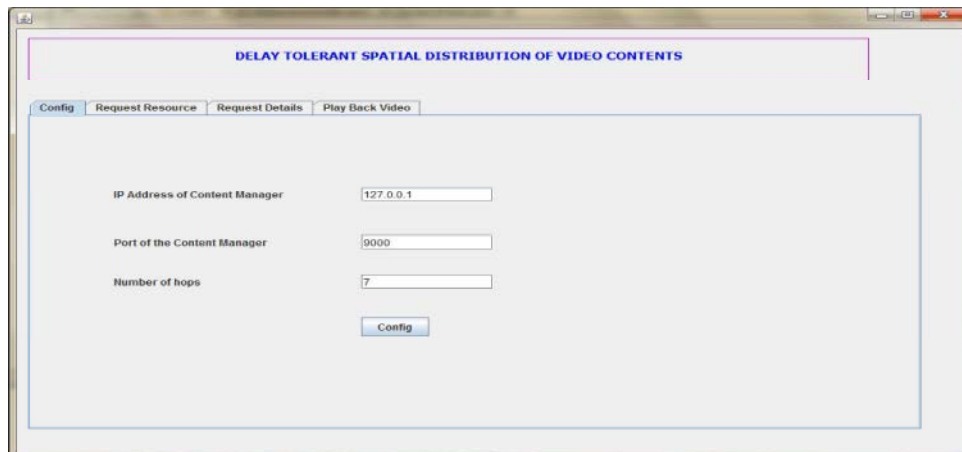 DELAY TOLERANT SPATIAL DISTRIBUTION OF VIDEO CONTENTS
Config Request Resource Request Details Play Back Video
IP Address of Content Manager 127.0.0.1
Port of the Content Manager 9000
Number of hops 7
Config